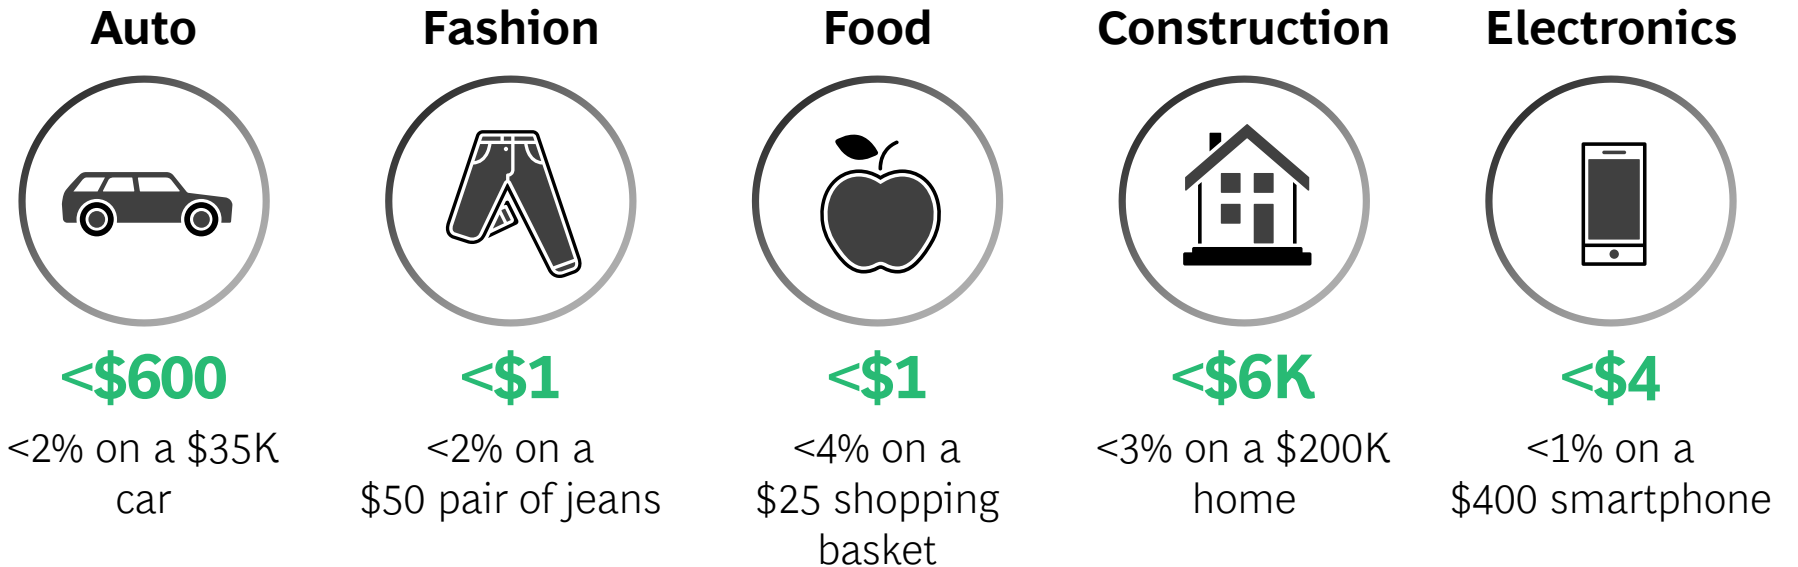 Auto
<$600
<2% on a $35K
car
Fashion
<$1
<2% on a
$50 pair of jeans
Food
<$1
<4% on a
$25 shopping
basket
Construction
<$6K
<3% on a $200K
home
Electronics
<$4
<1% on a
$400 smartphone